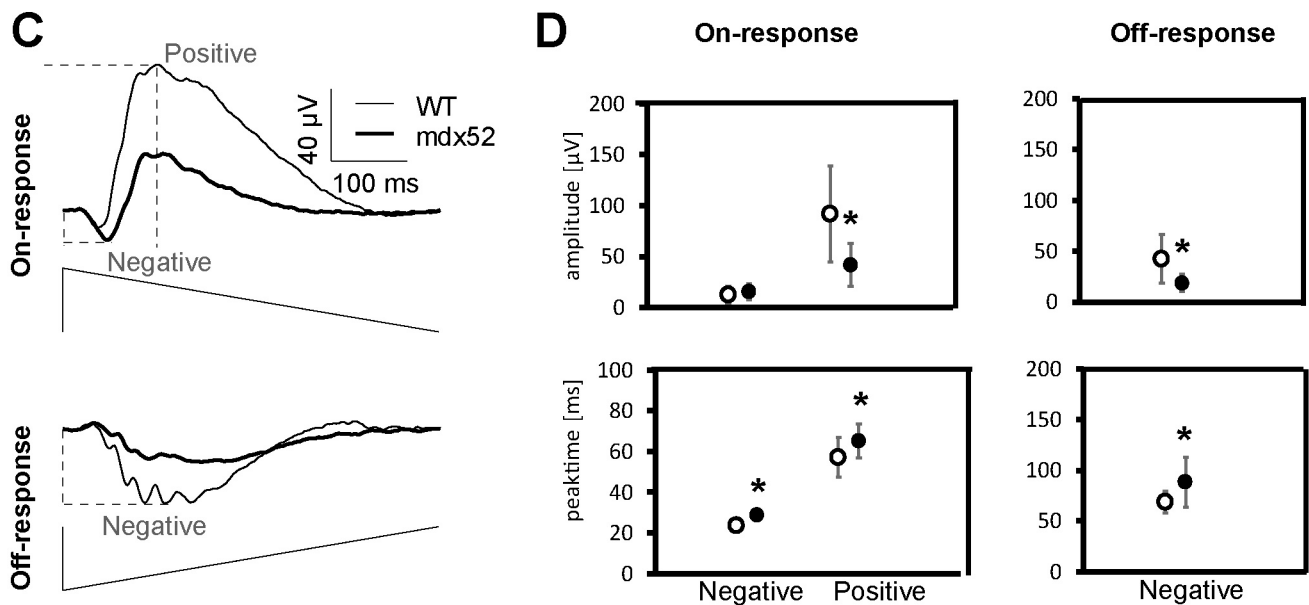 C
Positive
WT
mdx52
40 µV
100 ms
On-response
Negative
Off-response
Negative
D
On-response
Off-response
amplitude [µV]
200
150
100
50
0
*
200
150
100
50
0
*
peaktime [ms]
100
80
60
40
20
0
*
*
Negative
Positive
200
150
100
50
0
*
Negative